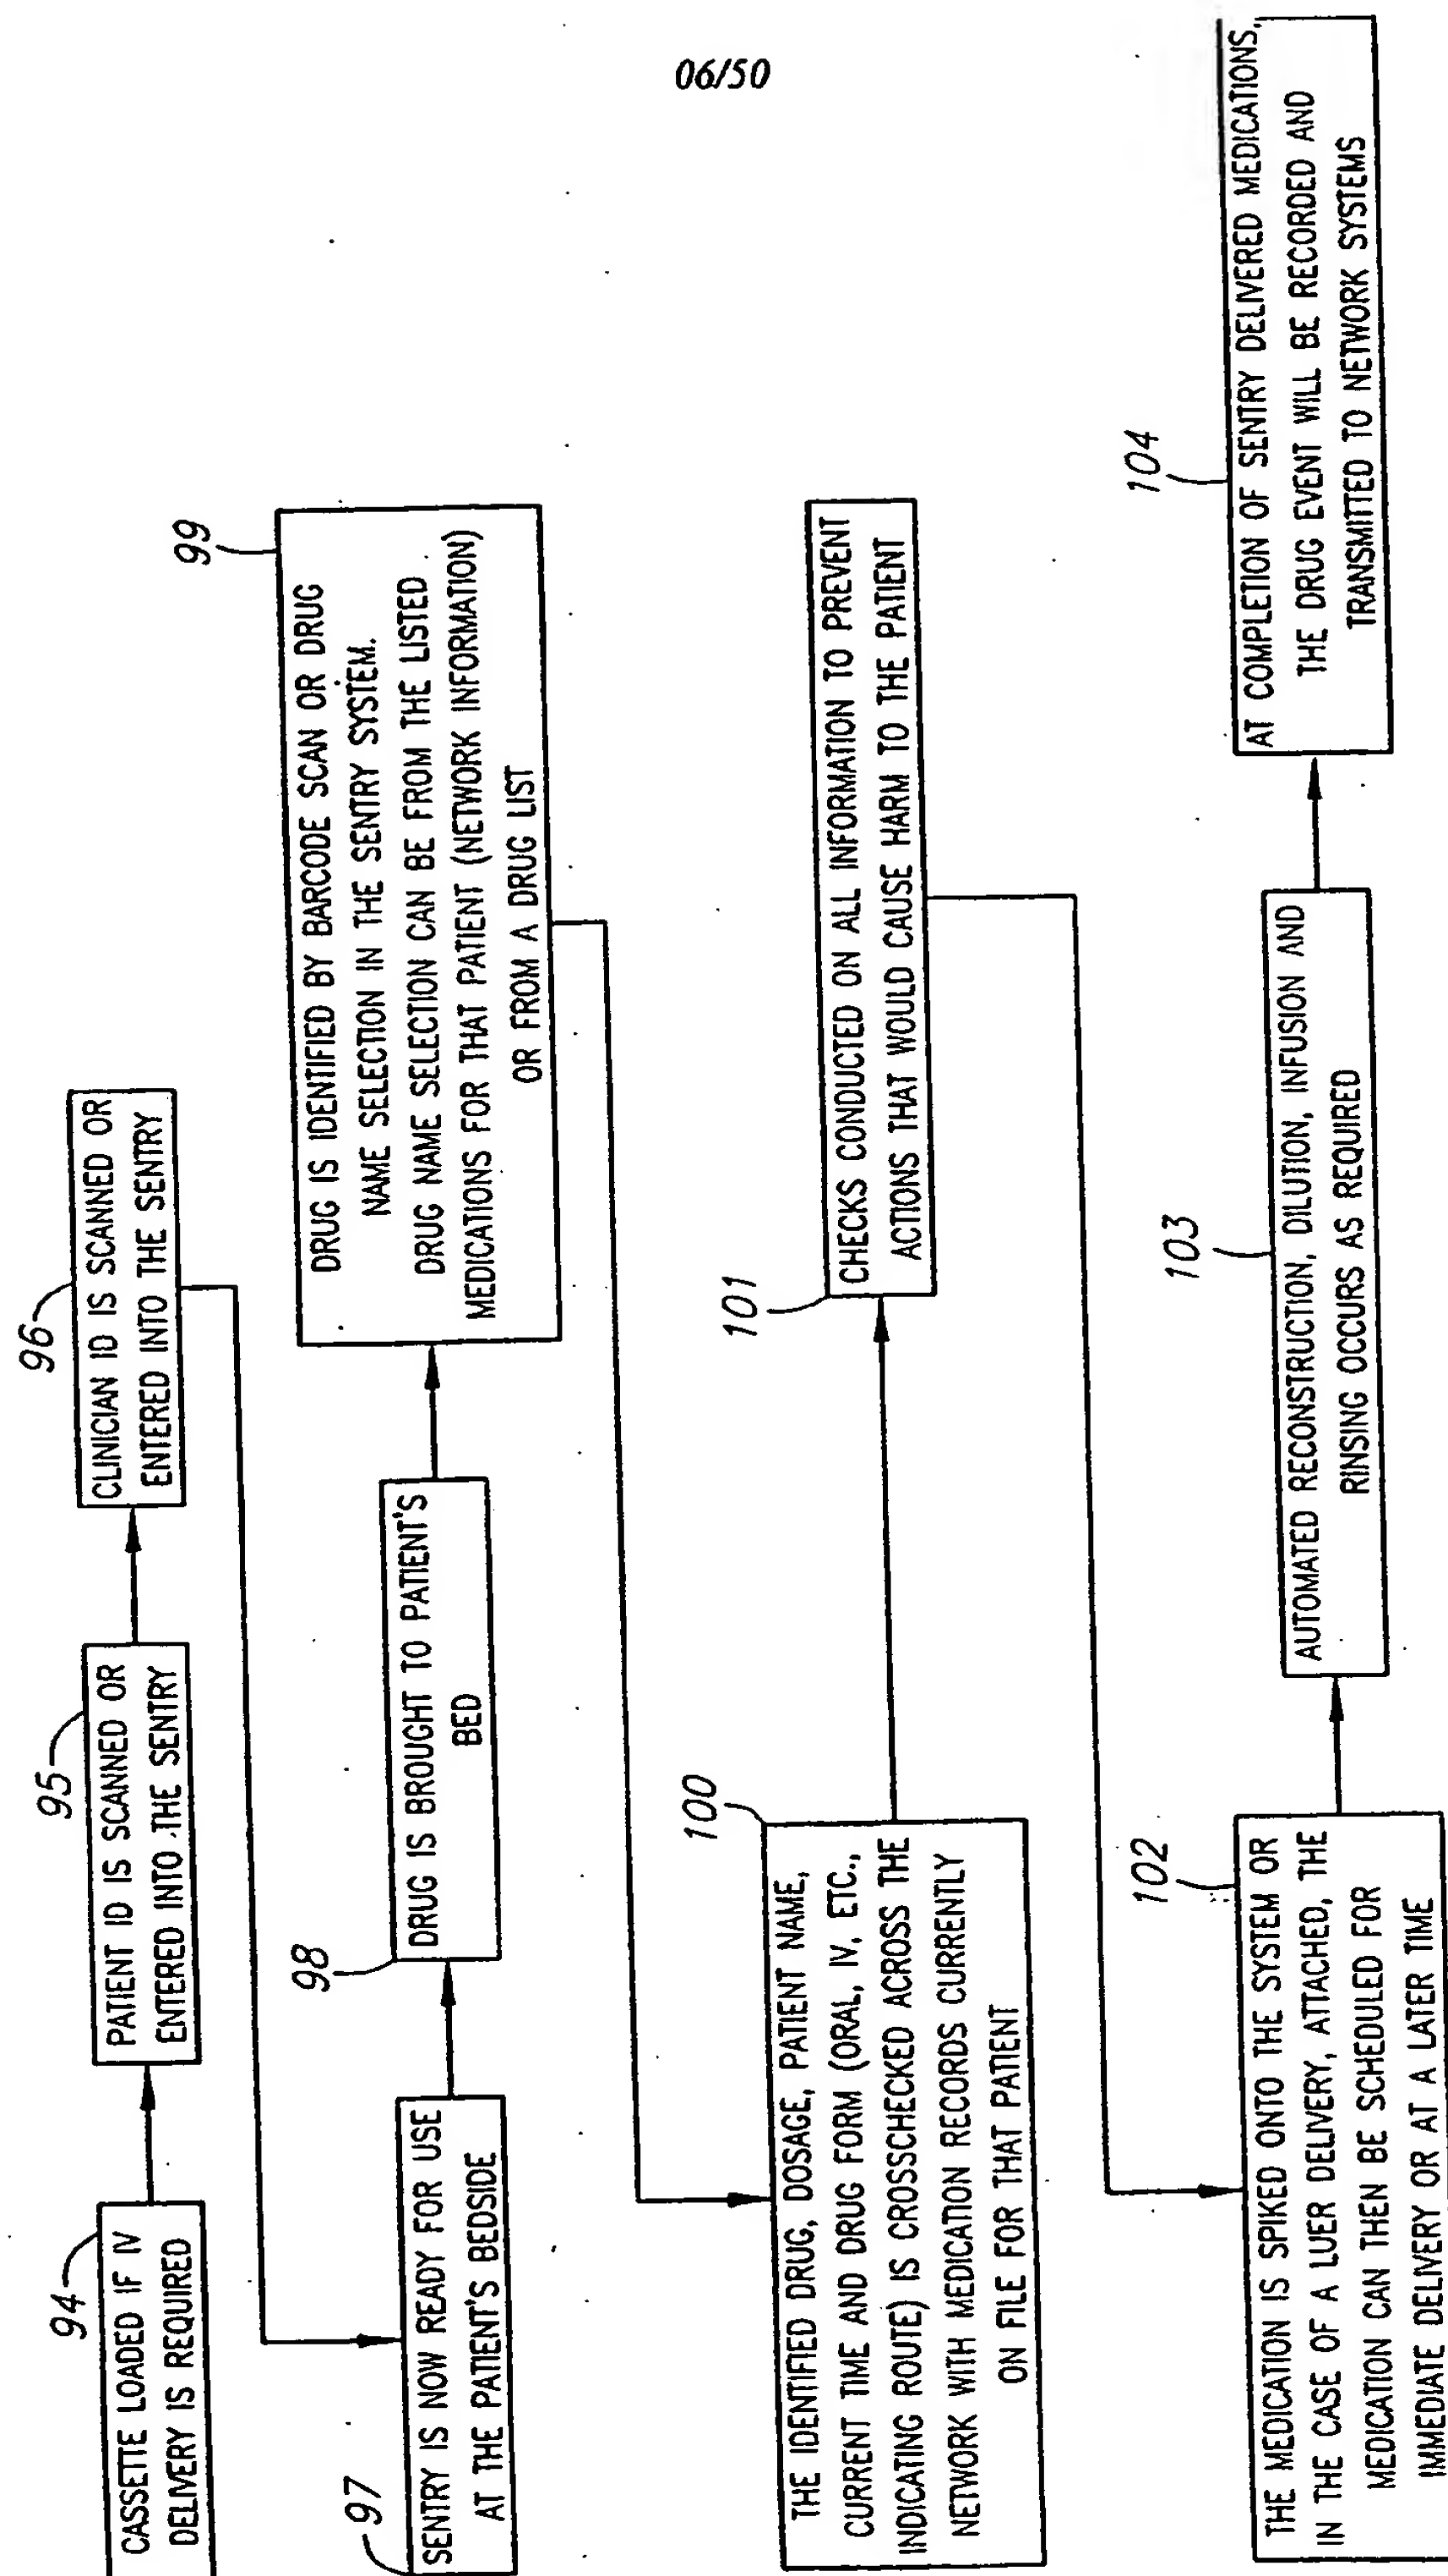 06/50
94
CASSETTE LOADED IF IV
DELIVERY IS REQUIRED
95
PATIENT ID IS SCANNED OR
ENTERED INTO THE SENTRY
96
CLINICIAN ID IS SCANNED OR
ENTERED INTO THE SENTRY
97
SENTRY IS NOW READY FOR USE
AT THE PATIENT'S BEDSIDE
98
DRUG IS BROUGHT TO PATIENT'S
BED
99
DRUG IS IDENTIFIED BY BARCODE SCAN OR DRUG
NAME SELECTION IN THE SENTRY SYSTEM.
DRUG NAME SELECTION CAN BE FROM THE LISTED
MEDICATIONS FOR THAT PATIENT (NETWORK INFORMATION)
OR FROM A DRUG LIST
100
THE IDENTIFIED DRUG, DOSAGE, PATIENT NAME,
CURRENT TIME AND DRUG FORM (ORAL, IV, ETC.,
INDICATING ROUTE) IS CROSSCHECKED ACROSS THE
NETWORK WITH MEDICATION RECORDS CURRENTLY
ON FILE FOR THAT PATIENT
101
CHECKS CONDUCTED ON ALL INFORMATION TO PREVENT
ACTIONS THAT WOULD CAUSE HARM TO THE PATIENT
102
THE MEDICATION IS SPIKED ONTO THE SYSTEM OR
IN THE CASE OF A LUER DELIVERY, ATTACHED, THE
MEDICATION CAN THEN BE SCHEDULED FOR
IMMEDIATE DELIVERY OR AT A LATER TIME
103
AUTOMATED RECONSTRUCTION, DILUTION, INFUSION AND
RINSING OCCURS AS REQUIRED
104
AT COMPLETION OF SENTRY DELIVERED MEDICATIONS,
THE DRUG EVENT WILL BE RECORDED AND
TRANSMITTED TO NETWORK SYSTEMS